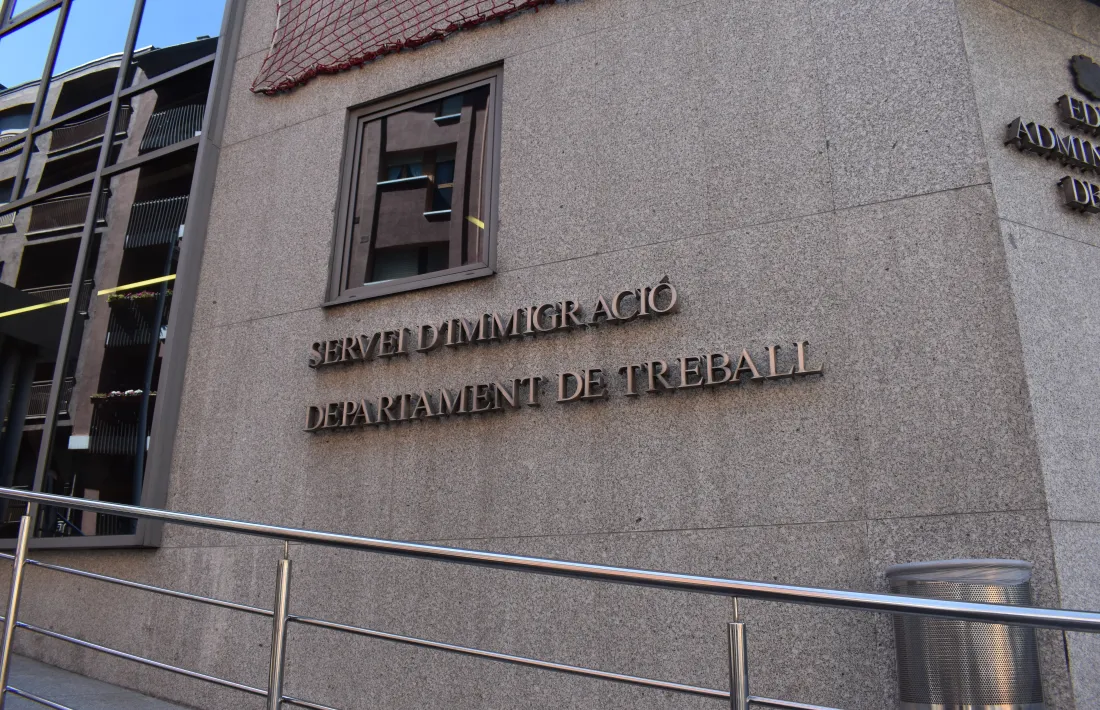 SERVEI D'IMMIGRACIÓ
DEPARTAMENT DE TREBALL